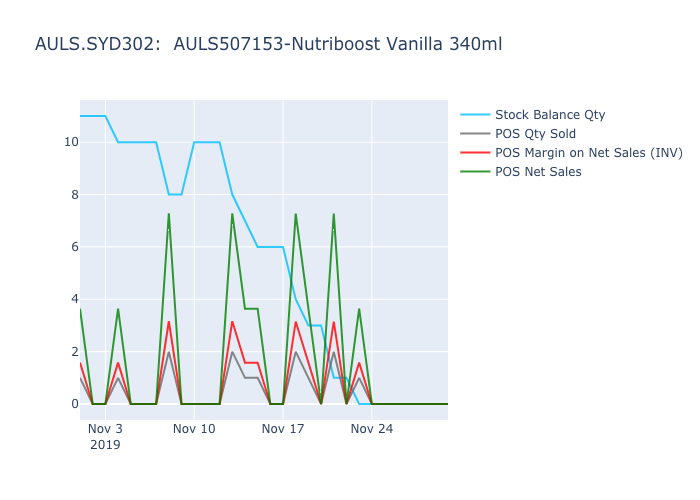 AULS.SYD302:  AULS507153-Nutriboost Vanilla 340ml
Stock Balance Qty
POS Qty Sold
POS Margin on Net Sales (INV)
POS Net Sales
10
8
6
4
2
0
Nov 3 Nov 10 Nov 17 Nov 24
2019